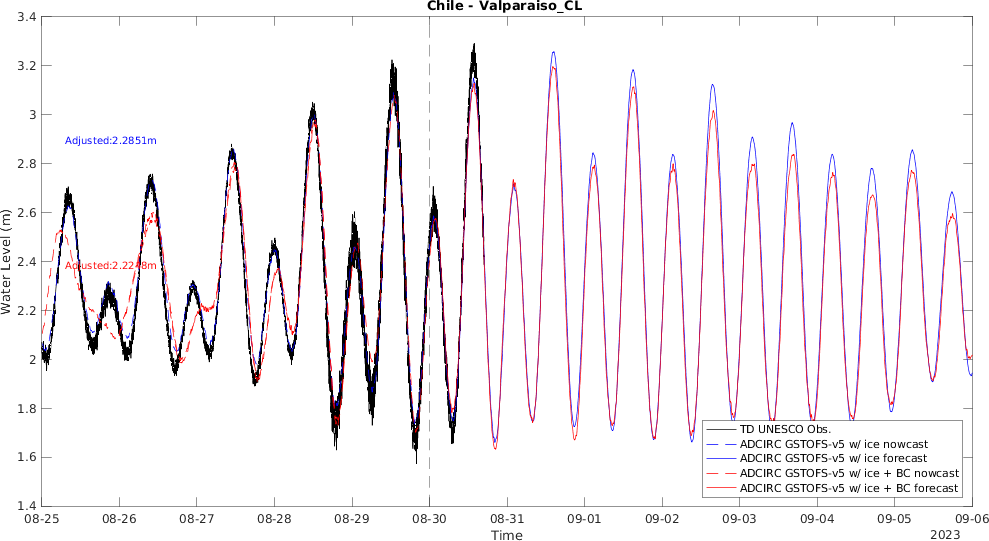 Chile - Valparaiso_CL
3.4
3.2
3
2.8
2.6
2.4
2.2
2
1.8
1.6
1.4
Water Level (m)
Adjusted:2.2851m
Adjusted:2.2248m
TD UNESCO Obs.
ADCIRC GSTOFS-v5 w/ ice nowcast
ADCIRC GSTOFS-v5 w/ ice forecast
ADCIRC GSTOFS-v5 w/ ice + BC nowcast
ADCIRC GSTOFS-v5 w/ ice + BC forecast
08-25 08-26 08-27 08-28 08-29 08-30 08-31 09-01 09-02 09-03 09-04 09-05 09-06
Time
2023